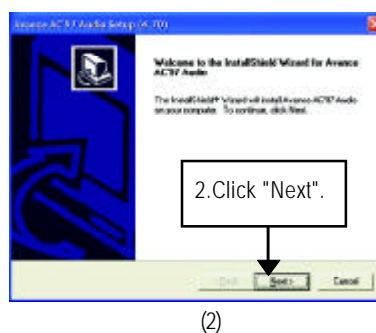 Avance AC'97 Audio Setup (4.70)
Welcome to the InstallShield Wizard for Avance
AC'97 Audio
The InstallShield® Wizard will install Avance AC'97 Audio
on your computer. To continue, click Next.
2.Click "Next".
< Back Next > Cancel
(2)